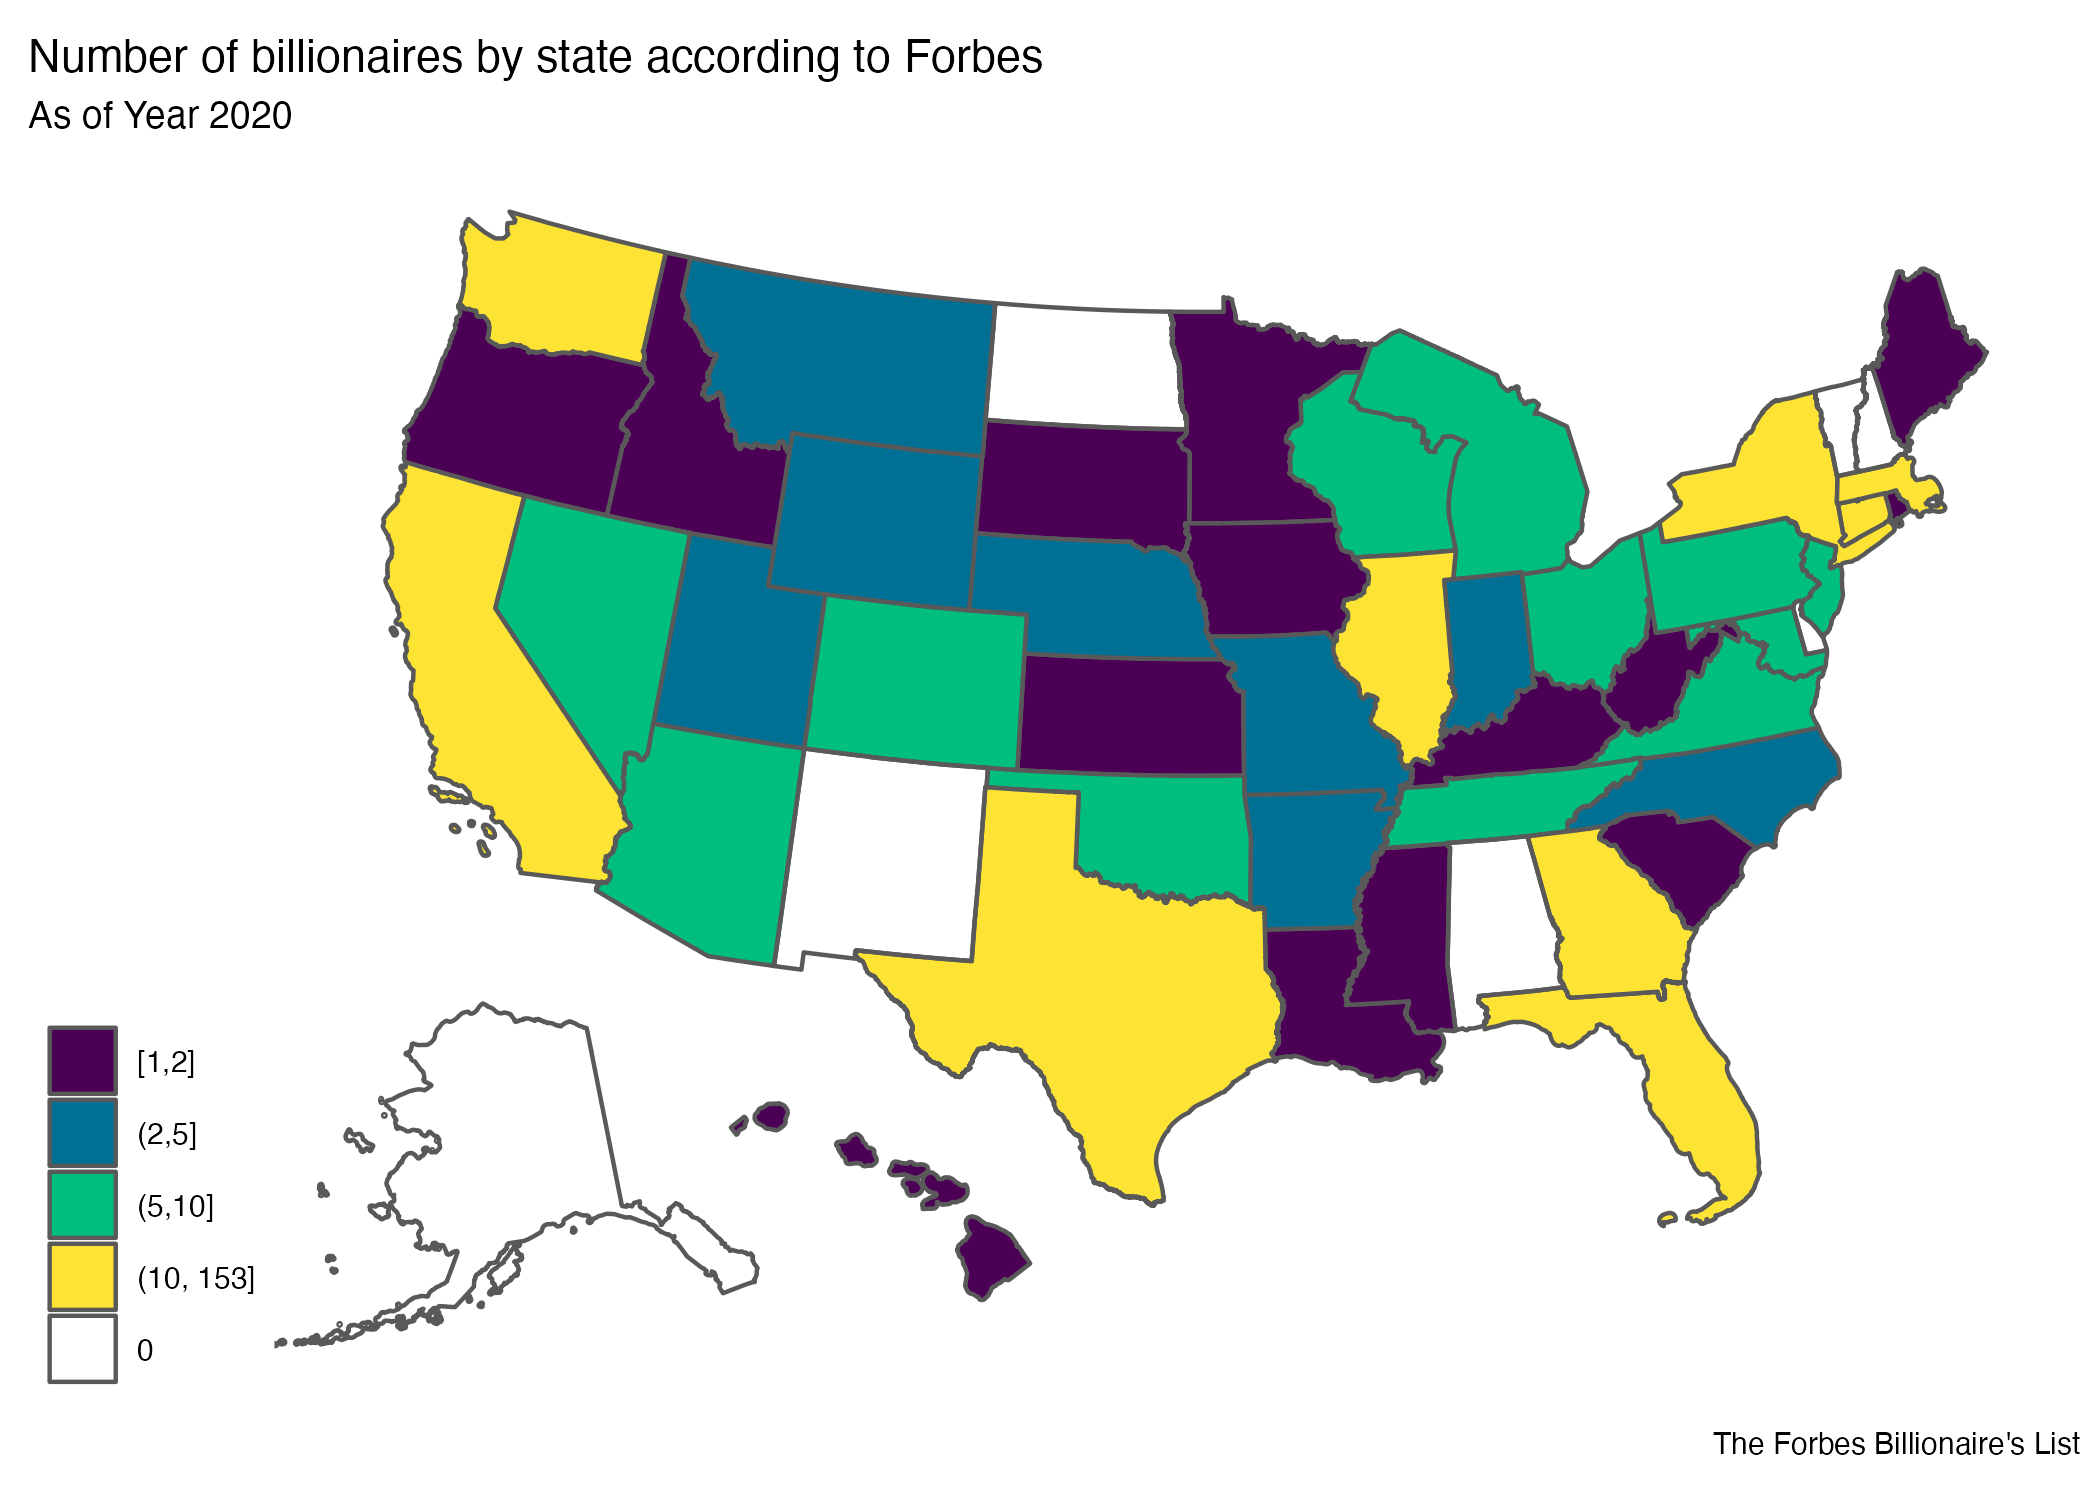 Number of billionaires by state according to Forbes
As of Year 2020
[1,2]
(2,5]
(5,10]
(10, 153]
0
The Forbes Billionaire's List